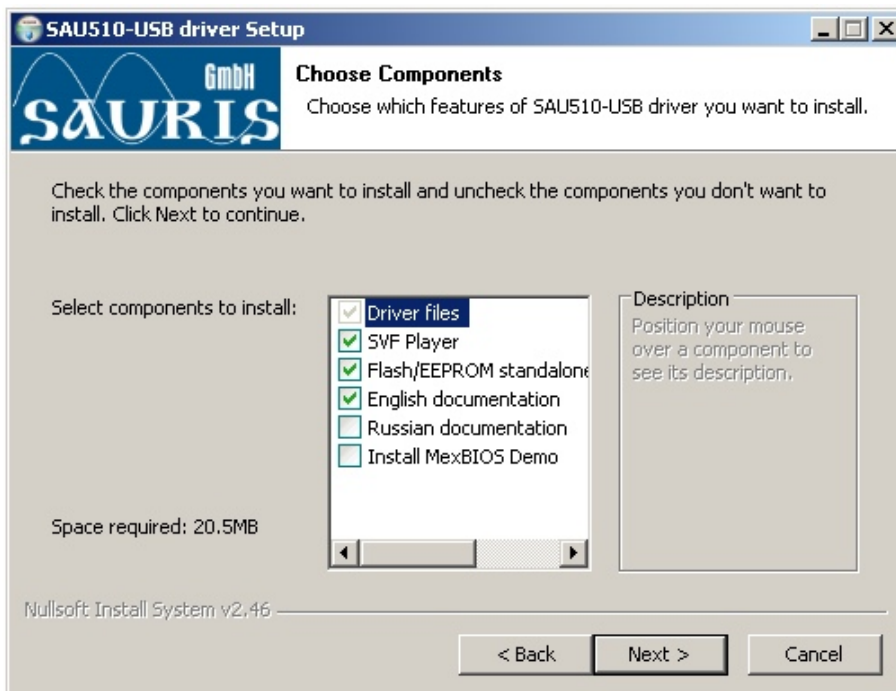 SAU510-USB driver Setup
GmbH
SAURIS
Choose Components
Choose which features of SAU510-USB driver you want to install.
Check the components you want to install and uncheck the components you don't want to
install. Click Next to continue.
Select components to install:
Driver files
SVF Player
Flash/EEPROM standalone
English documentation
Russian documentation
Install MexBIOS Demo
Description
Position your mouse
over a component to
see its description.
Space required: 20.5MB
Nullsoft Install System v2.46
< Back
Next >
Cancel